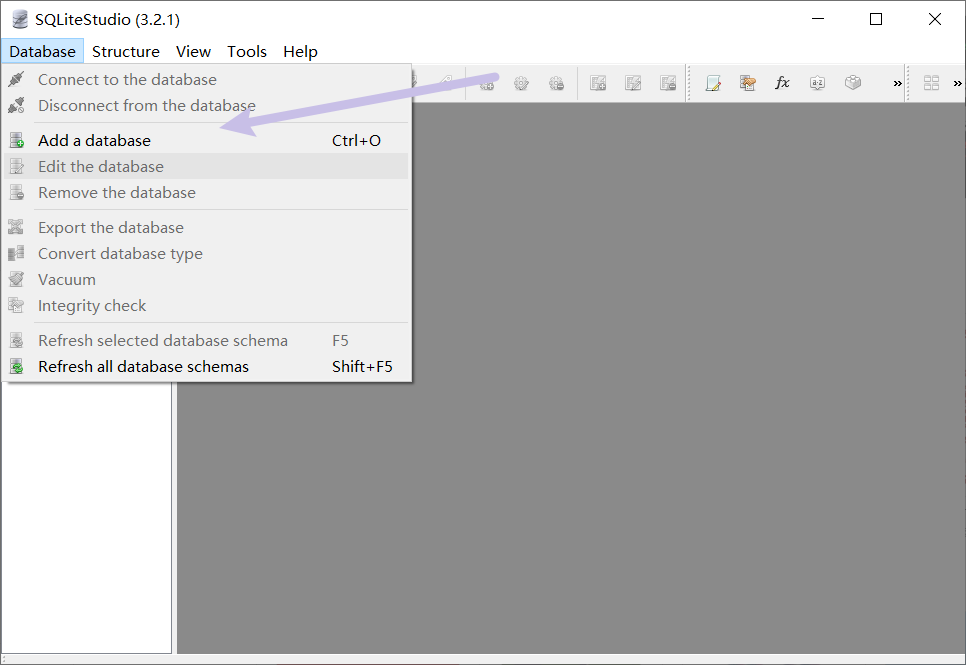 SQLiteStudio (3.2.1)
Database Structure View Tools Help
Connect to the database
Disconnect from the database
Add a database Ctrl+O
Edit the database
Remove the database
Export the database
Convert database type
Vacuum
Integrity check
Refresh selected database schema F5
Refresh all database schemas Shift+F5
fx
a-z
»
»